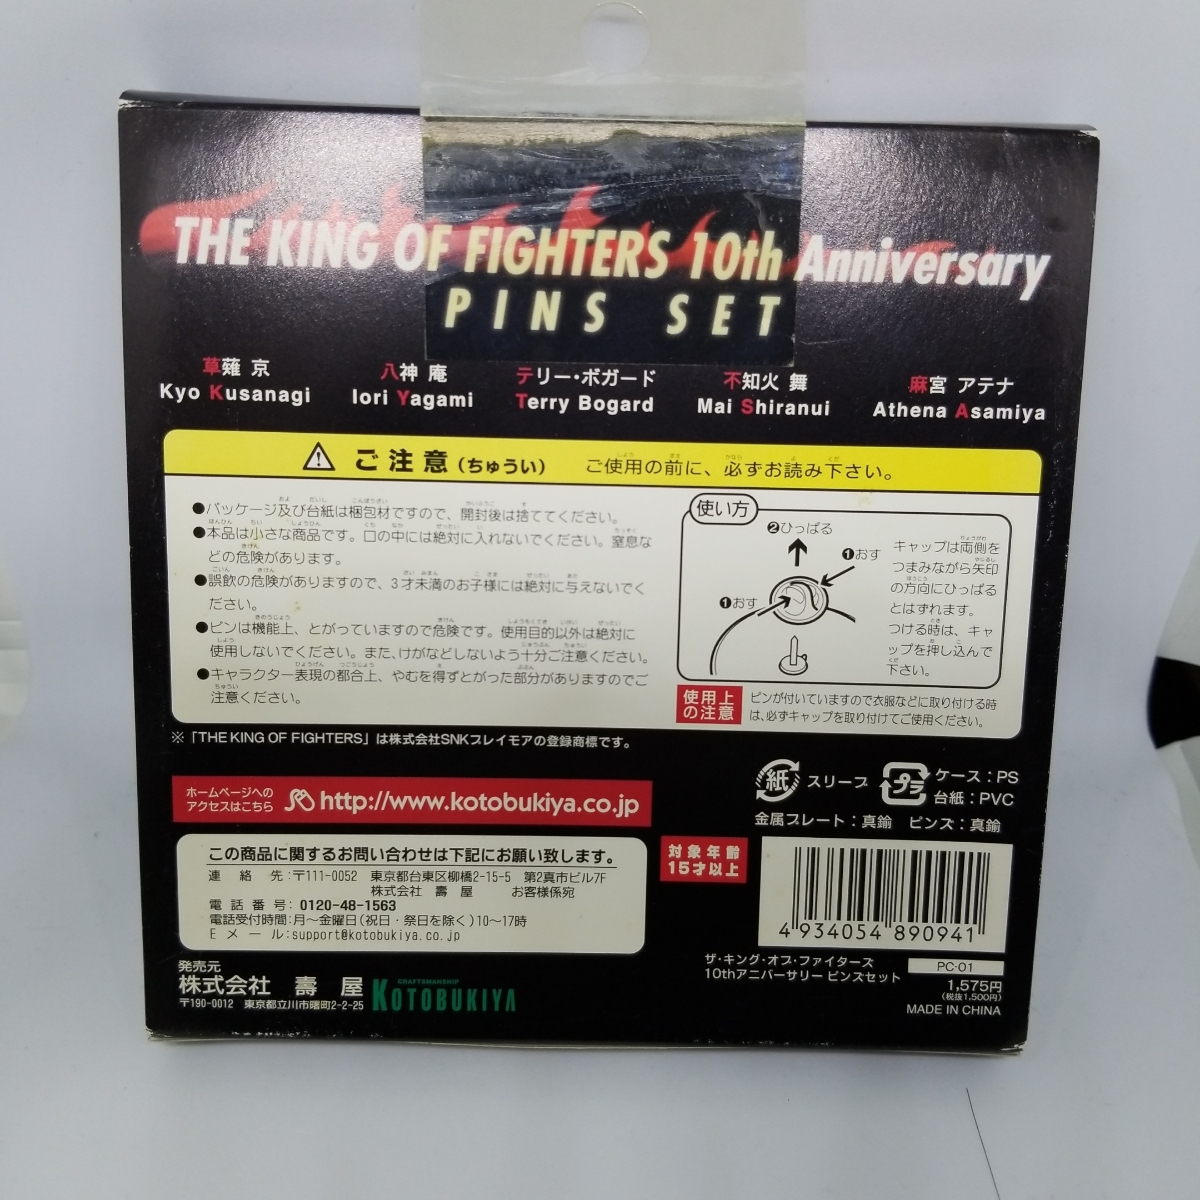 THE KING OF FIGHTERS 10th Anniversary
PINS SET
草薙 京
Kyo Kusanagi
八神 庵
Iori Yagami
テリー・ボガード
Terry Bogard
不知火 舞
Mai Shiranui
麻宮 アテナ
Athena Asamiya
ご注意(ちゅうい) ご使用の前に、必ずお読み下さい。
●パッケージ及び台紙は梱包材ですので、開封後は捨ててください。
●本品は小さな商品です。口の中には絶対に入れないでください。窒息な
どの危険があります。
●誤飲の危険がありますので、3才未満のお子様には絶対に与えないでく
ださい。
●ピンは機能上、とがっていますので危険です。使用目的以外は絶対に
使用しないでください。また、けがなどしないよう十分ご注意ください。
●キャラクター表現の都合上、やむを得ずとがった部分がありますのでご
注意ください。
使い方
❷ひっぱる
❶おす
❶おす
キャップは両側を
つまみながら矢印
の方向にひっぱる
とはずれます。
つける時は、キャ
ップを押し込んで
下さい。
使用上
の注意
ピンが付いていますので衣服などに取り付ける時
は、必ずキャップを取り付けてご使用ください。
※「THE KING OF FIGHTERS」は株式会社SNKプレイモアの登録商標です。
ホームページへの
アクセスはこちら
http://www.kotobukiya.co.jp
紙 スリーブ
プラ ケース：PS
台紙：PVC
金属プレート：真鍮 ピンズ：真鍮
この商品に関するお問い合わせは下記にお願い致します。
連絡先:〒111-0052 東京都台東区柳橋2-15-5 第2真市ビル7F
株式会社 壽屋 お客様係宛
電話番号: 0120-48-1563
電話受付時間:月〜金曜日(祝日・祭日を除く)10〜17時
Eメール:support@kotobukiya.co.jp
対象年齢
15才以上
4 934054 890941
発売元
株式会社 壽屋
CRAFTSMANSHIP
KOTOBUKIYA
〒190-0012 東京都立川市曙町2-2-25
ザ・キング・オブ・ファイターズ
10thアニバーサリー ピンズセット
PC-01
1,575円
(税抜1,500円)
MADE IN CHINA